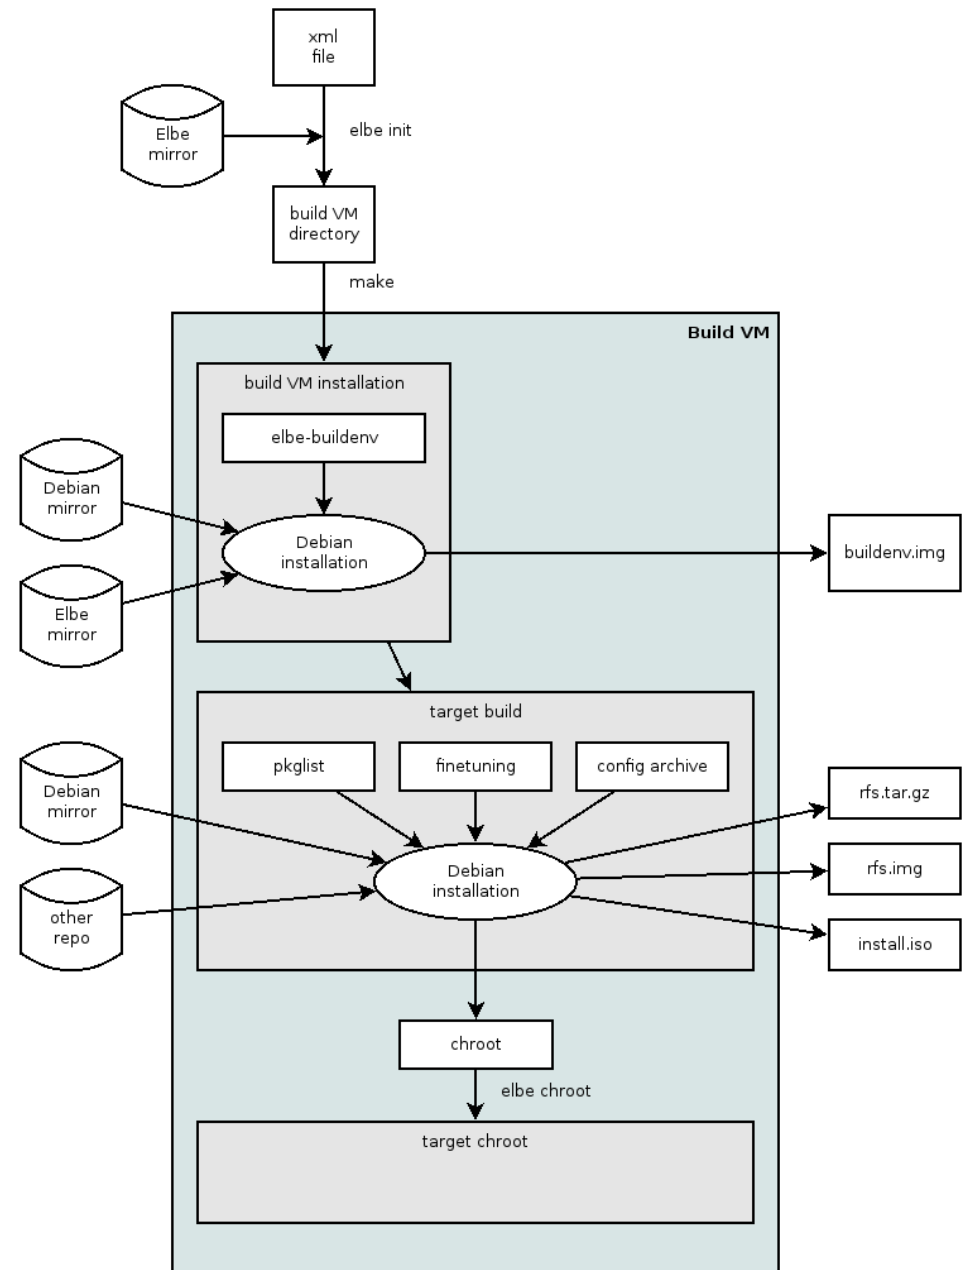 xml
file
Elbe
mirror
elbe init
build VM
directory
make
Build VM
build VM installation
elbe-buildenv
Debian
mirror
Debian
installation
buildenv.img
Elbe
mirror
target build
pkglist
finetuning
config archive
Debian
mirror
rfs.tar.gz
Debian
installation
rfs.img
other
repo
install.iso
chroot
elbe chroot
target chroot